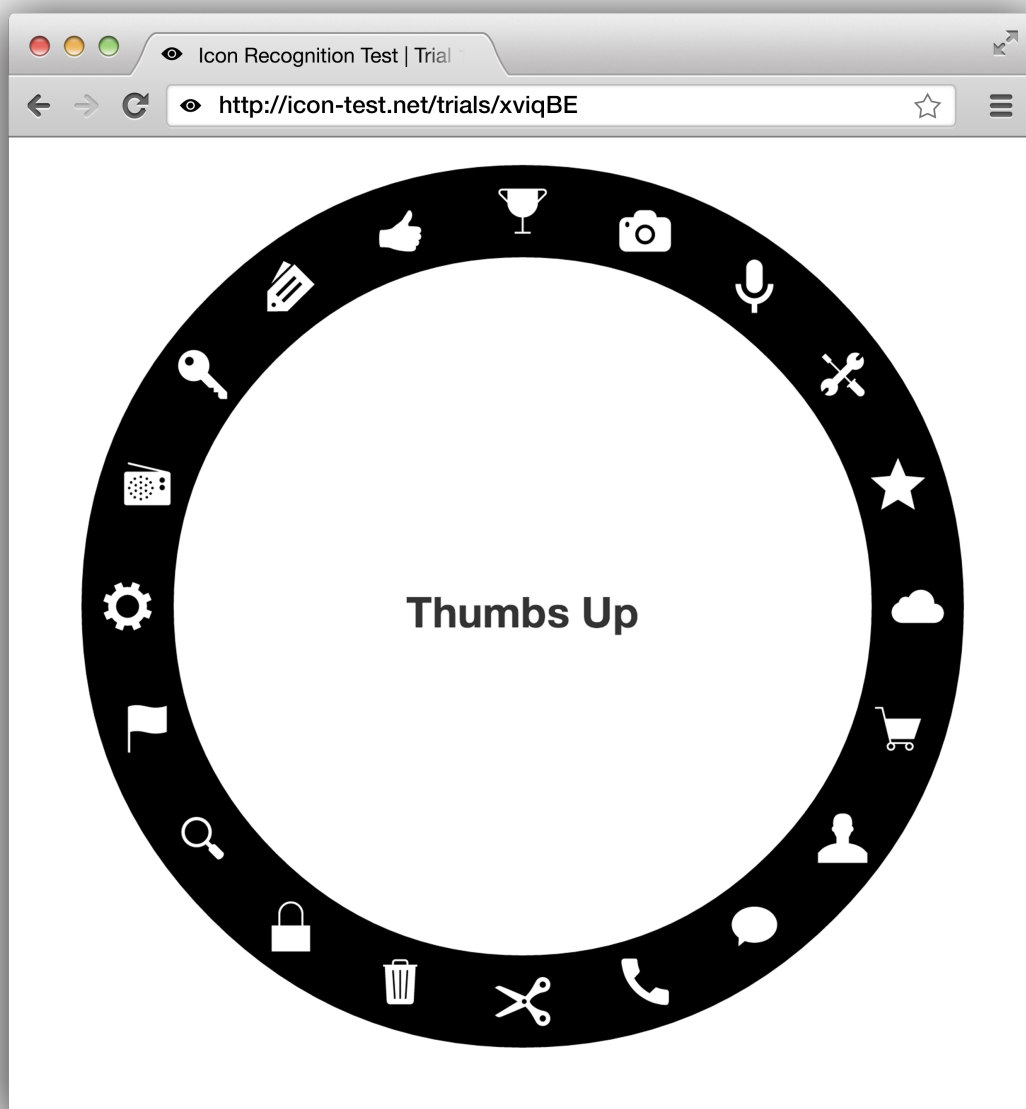 Icon Recognition Test | Trial
http://icon-test.net/trials/xviqBE
Thumbs Up